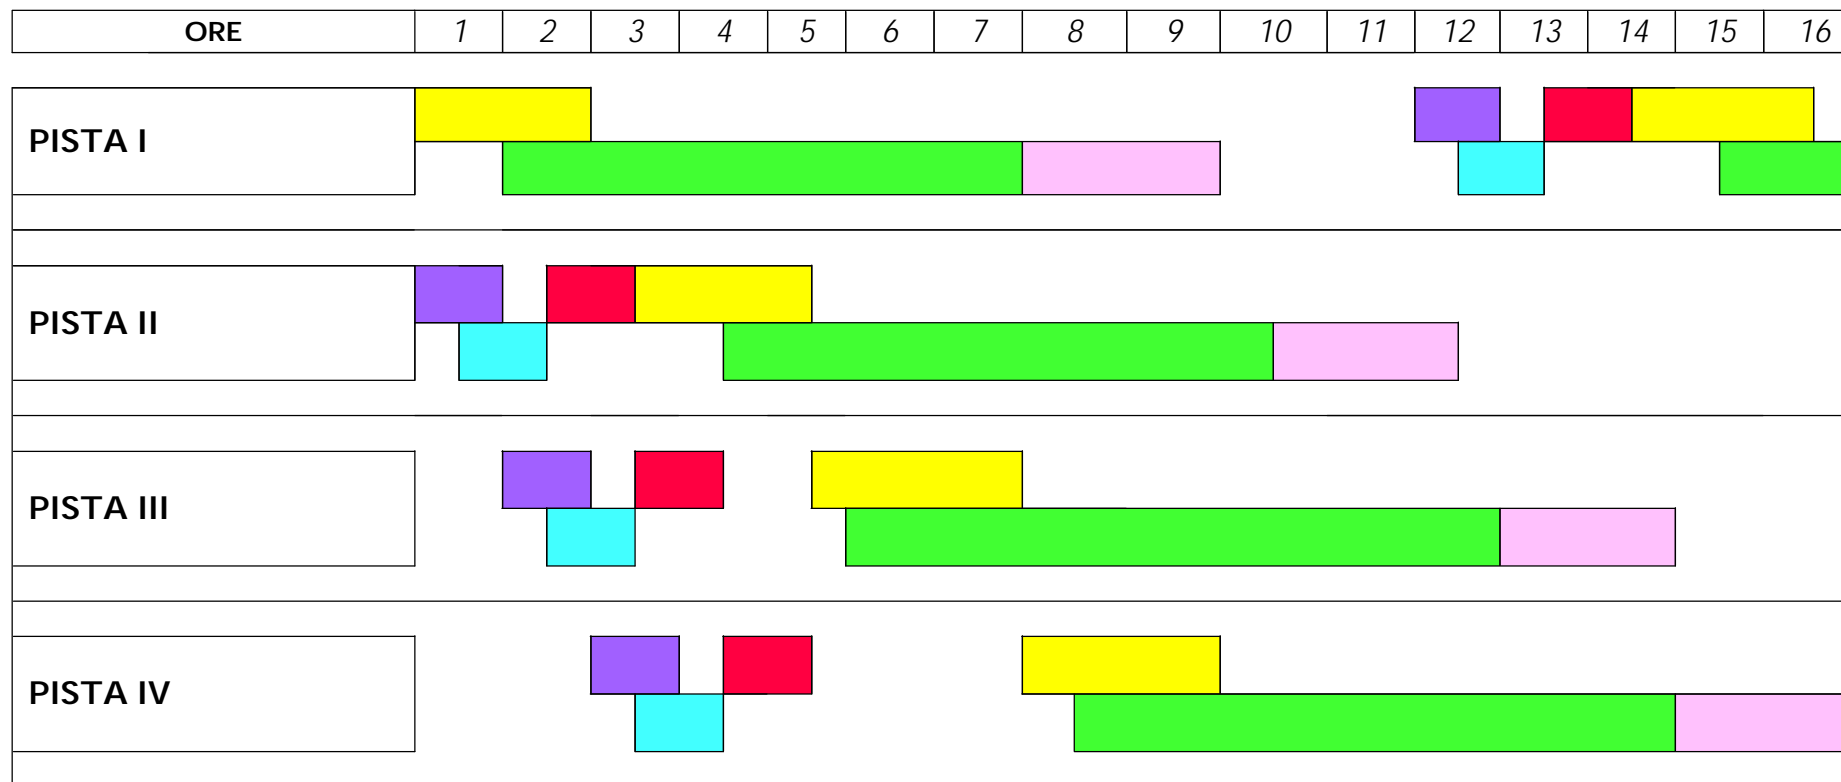 ORE 1 2 3 4 5 6 7 8 9 10 11 12 13 14 15 16
PISTA I
PISTA II
PISTA III
PISTA IV